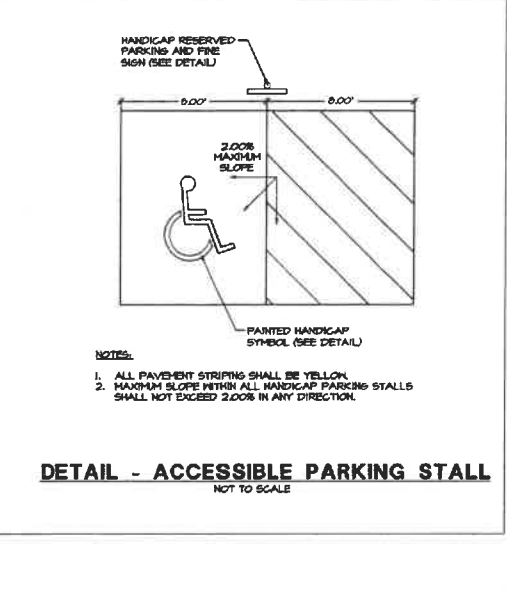 HANDICAP RESERVED
PARKING AND FINE
SIGN (SEE DETAIL)
8.00' 8.00'
2.00%
MAXIMUM
SLOPE
PAINTED HANDICAP
SYMBOL (SEE DETAIL)
NOTES:
1. ALL PAVEMENT STRIPING SHALL BE YELLOW.
2. MAXIMUM SLOPE WITHIN ALL HANDICAP PARKING STALLS
SHALL NOT EXCEED 2.00% IN ANY DIRECTION.
DETAIL - ACCESSIBLE PARKING STALL
NOT TO SCALE